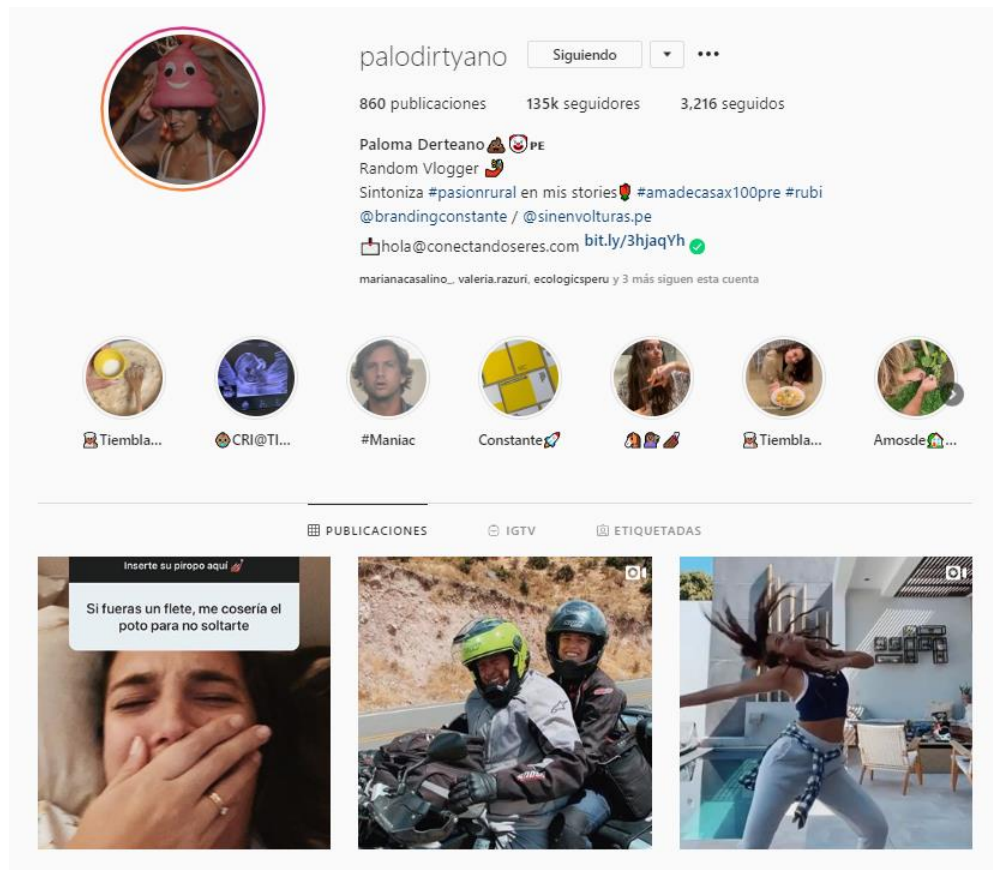 palodirtyano Siguiendo
860 publicaciones 135k seguidores 3,216 seguidos
Paloma Derteano💩🤡ᴘᴇ
Random Vlogger 🤳
Sintoniza #pasionrural en mis stories🌹 #amadecasax100pre #rubi
@brandingconstante / @sinenvolturas.pe
📩hola@conectandoseres.com bit.ly/3hjaqYh
marianacasalino_, valeria.razuri, ecologicsperu y 3 más siguen esta cuenta
Tiembla... CRI@TI... #Maniac Constante🚀 Tiembla... Amosde🏠...
PUBLICACIONES IGTV ETIQUETADAS
Inserte su piropo aquí
Si fueras un flete, me cosería el
poto para no soltarte